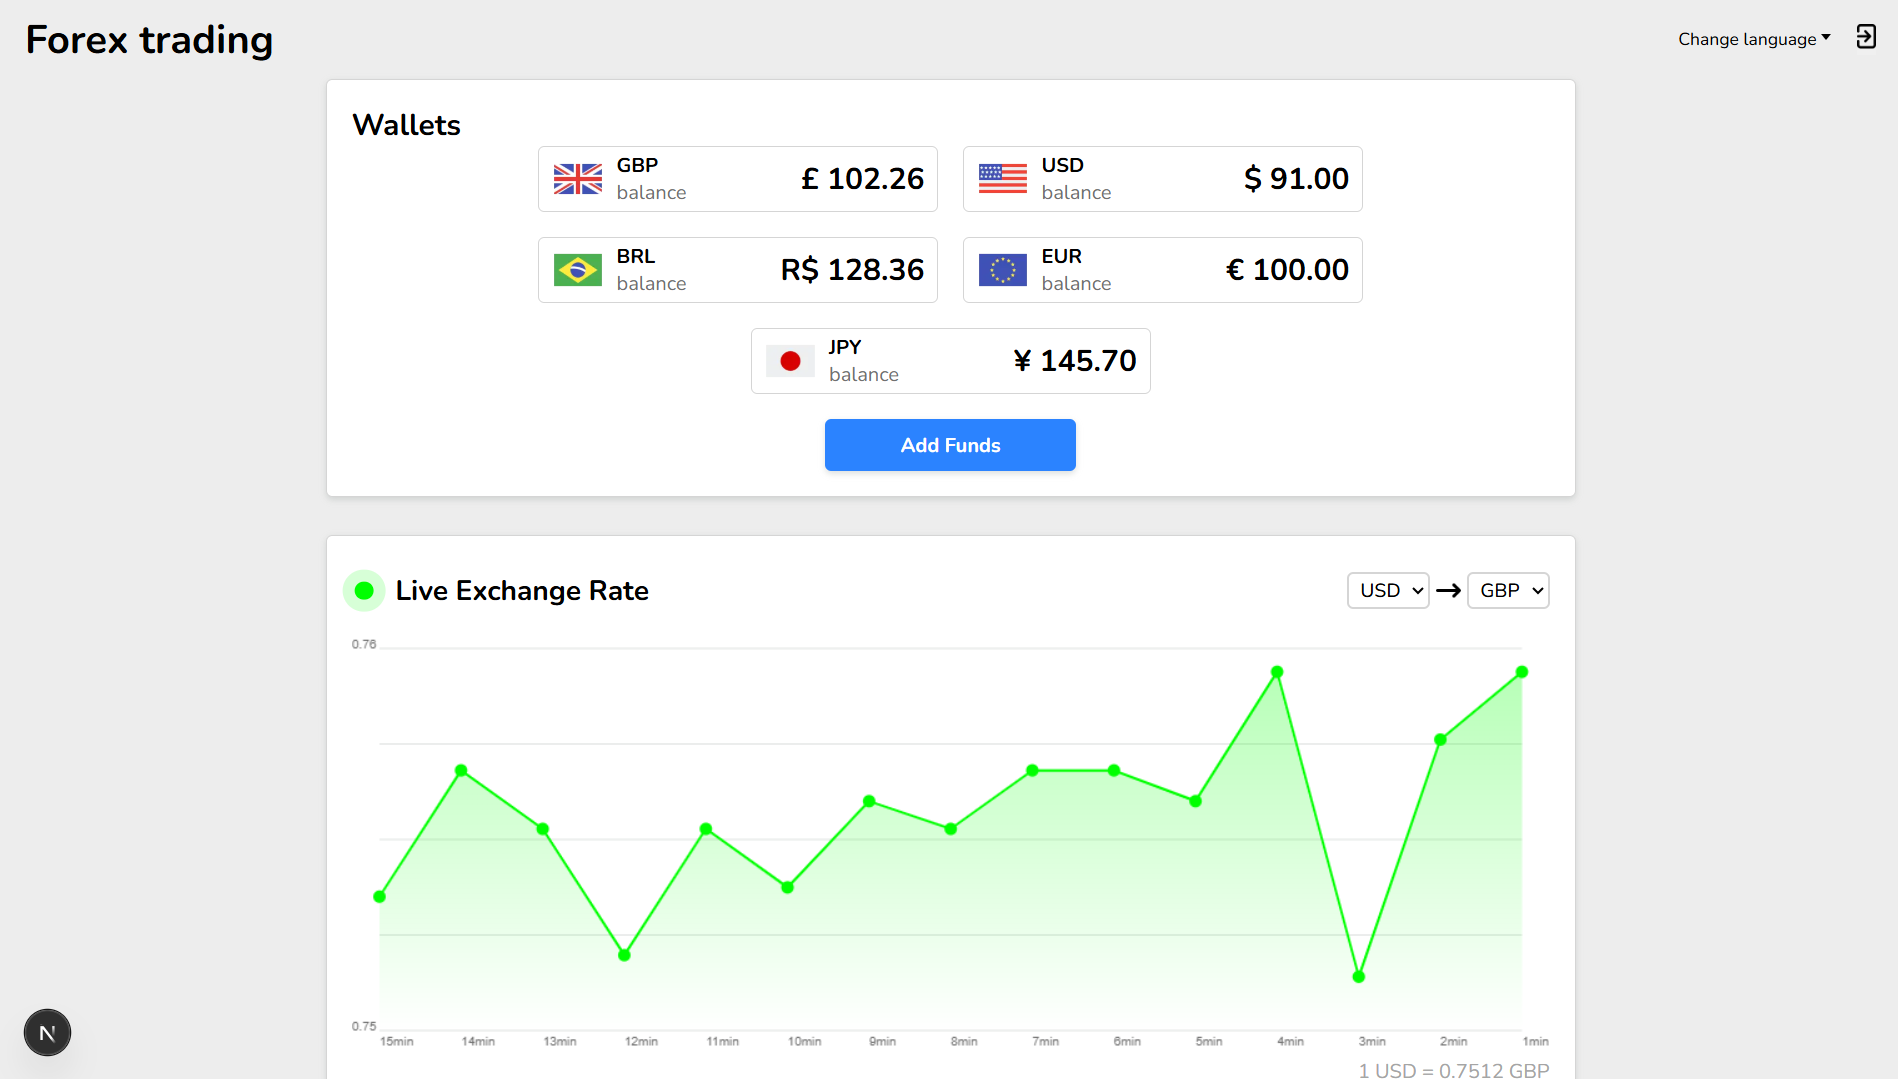 Forex trading
Change language
Wallets
GBP
balance
£ 102.26
USD
balance
$ 91.00
BRL
balance
R$ 128.36
EUR
balance
€ 100.00
JPY
balance
¥ 145.70
Add Funds
Live Exchange Rate
USD
GBP
0.76
0.75
15min 14min 13min 12min 11min 10min 9min 8min 7min 6min 5min 4min 3min 2min 1min
1 USD = 0.7512 GBP
N